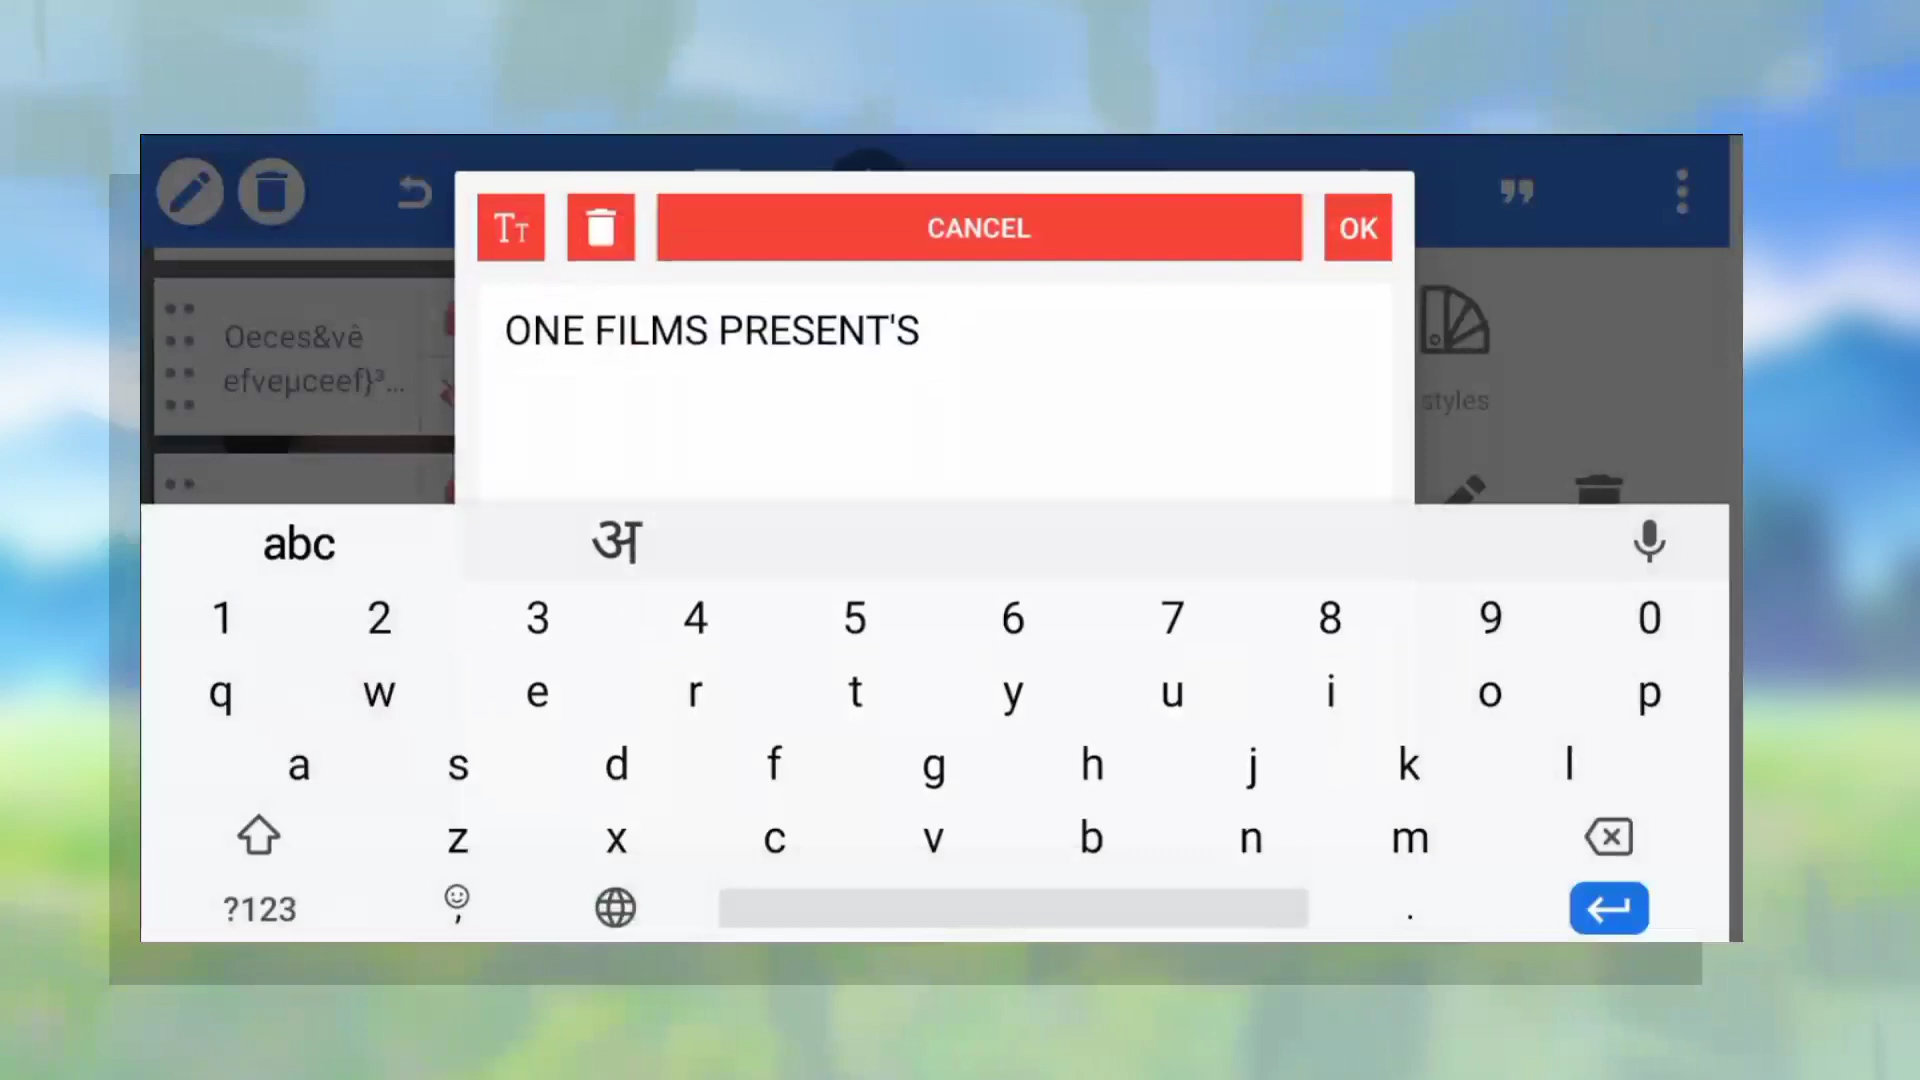 CANCEL
OK
ONE FILMS PRESENT'S
Oeces&vê
efveµceef}³...
styles
abc
अ
1 2 3 4 5 6 7 8 9 0
q w e r t y u i o p
a s d f g h j k l
z x c v b n m
?123
,
.